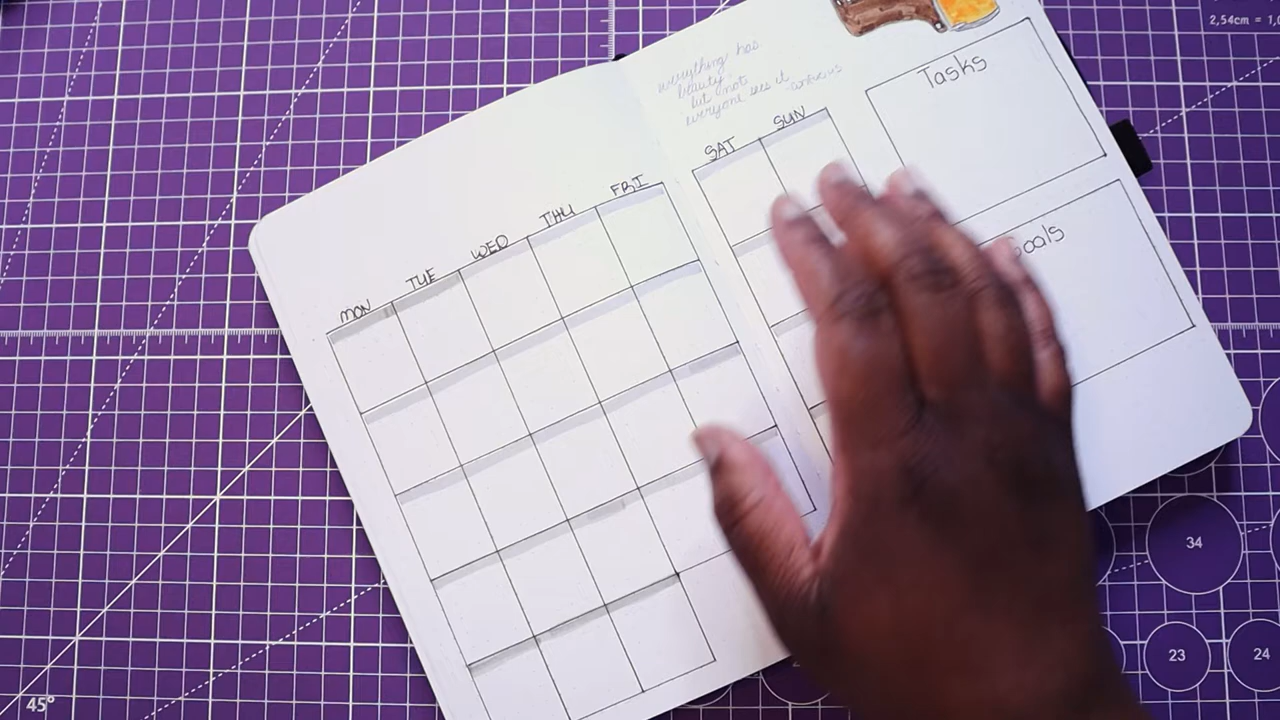 2,54cm = 1,0
everything has
beauty,
but not
everyone sees it
-confucius
Tasks
MON TUE WED THU FRI SAT SUN
Goals
34
23
24
45°